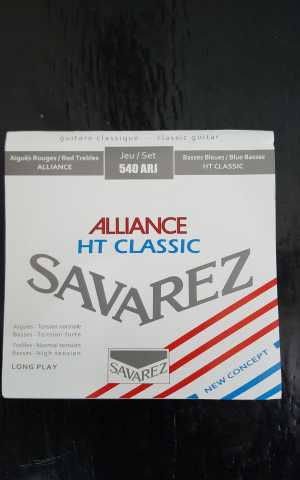 guitare classique - classic guitar
Aiguës Rouges / Red Trebles
ALLIANCE
Jeu / Set
540 ARJ
Basses Bleues / Blue Basses
HT CLASSIC
ALLIANCE
HT CLASSIC
SAVAREZ
Aiguës - Tension normale
Basses - Tension forte
Trebles - Normal tension
Basses - High tension
LONG PLAY
SAVAREZ
NEW CONCEPT